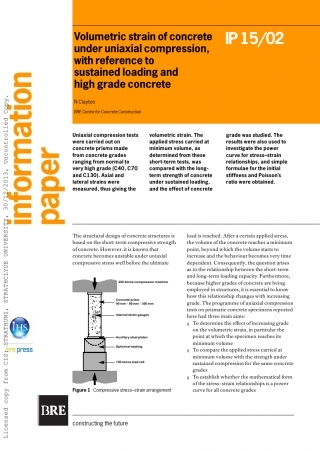 Volumetric strain of concrete
under uniaxial compression,
with reference to
sustained loading and
high grade concrete
IP 15/02
N Clayton
BRE Centre for Concrete Construction
information
paper
Licensed copy from CIS: STRATHUNI, STRATHCLYDE UNIVERSITY, 30/12/2013, Uncontrolled Copy.
Uniaxial compression tests
were carried out on
concrete prisms made
from concrete grades
ranging from normal to
very high grade (C40, C70
and C130). Axial and
lateral strains were
measured, thus giving the
volumetric strain. The
applied stress carried at
minimum volume, as
determined from these
short-term tests, was
compared with the long-
term strength of concrete
under sustained loading,
and the effect of concrete
grade was studied. The
results were also used to
investigate the power
curve for stress–strain
relationships, and simple
formulae for the initial
stiffness and Poisson's
ratio were obtained.
The structural design of concrete structures is
based on the short-term compressive strength
of concrete. However, it is known that
concrete becomes unstable under uniaxial
compressive stress well before the ultimate
Concrete prism
Internal strain gauges
Auxiliary steel platen
Spherical seating
Figure 1 Compressive stress–strain arrangement
load is reached. After a certain applied stress,
the volume of the concrete reaches a minimum
point, beyond which the volume starts to
increase and the behaviour becomes very time
dependent. Consequently, the question arises
as to the relationship between the short-term
and long-term loading capacity. Furthermore,
because higher grades of concrete are being
employed in structures, it is essential to know
how this relationship changes with increasing
grade. The programme of uniaxial compression
tests on prismatic concrete specimens reported
here had three main aims:
To determine the effect of increasing grade
on the volumetric strain, in particular the
point at which the specimen reaches its
minimum volume
To compare the applied stress carried at
minimum volume with the strength under
sustained compression for the same concrete
grades
To establish whether the mathematical form
of the stress–strain relationships is a power
curve for all concrete grades
IHS
press
BRE
constructing the future